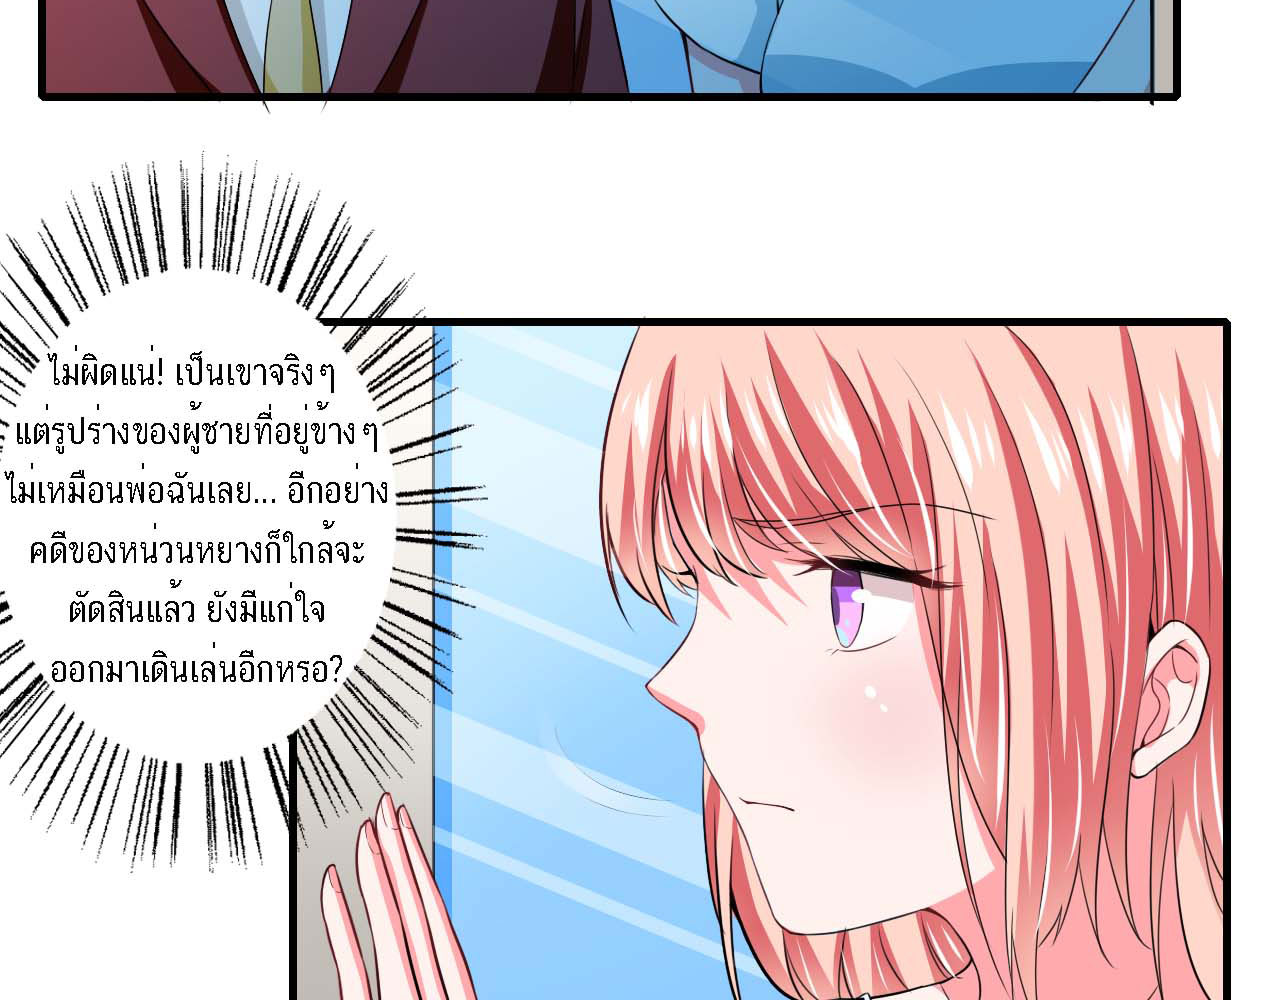 ไม่ผิดแน่! เป็นเขาจริงๆ
แต่รูปร่างของผู้ชายที่อยู่ข้างๆ
ไม่เหมือนพ่อฉันเลย... อีกอย่าง
คดีของหน่วนหยางก็ใกล้จะ
ตัดสินแล้ว ยังมีแก่ใจ
ออกมาเดินเล่นอีกหรอ?